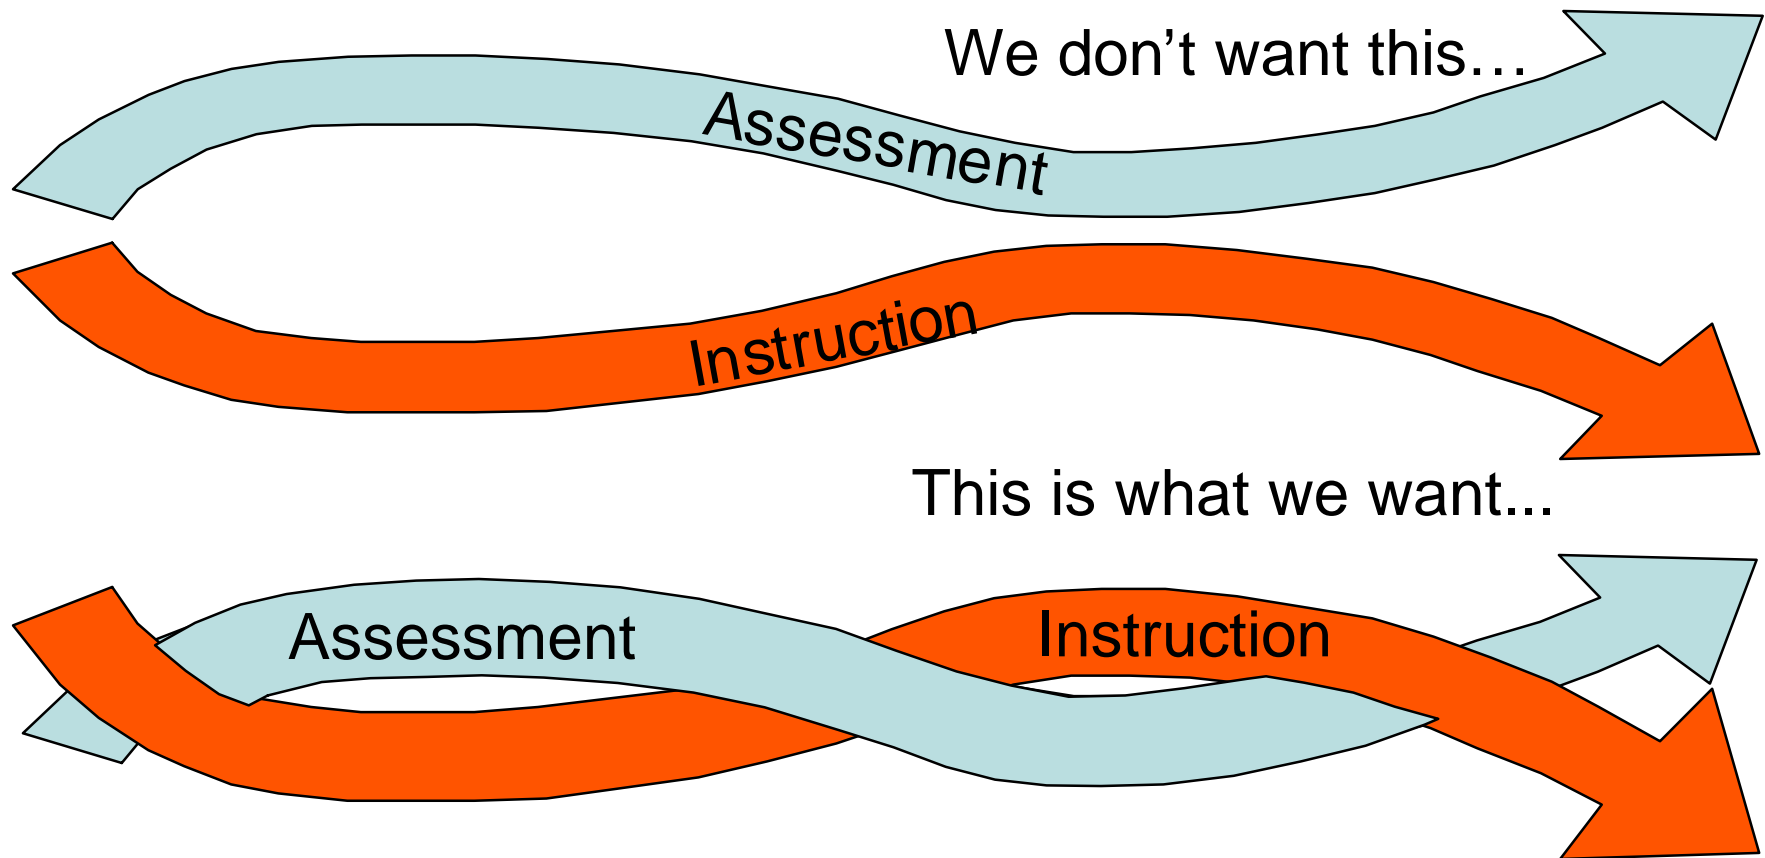 We don’t want this…
Assessment
Instruction
This is what we want...
Assessment
Instruction